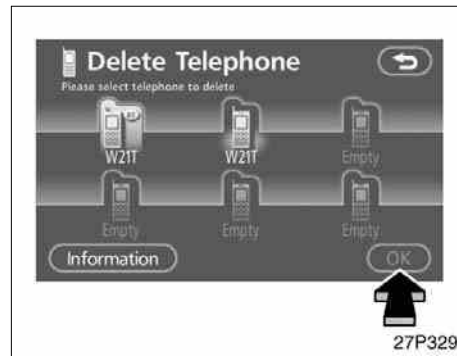 Delete Telephone
Please select telephone to delete
W21T W21T Empty
Empty Empty Empty
Information OK
27P329